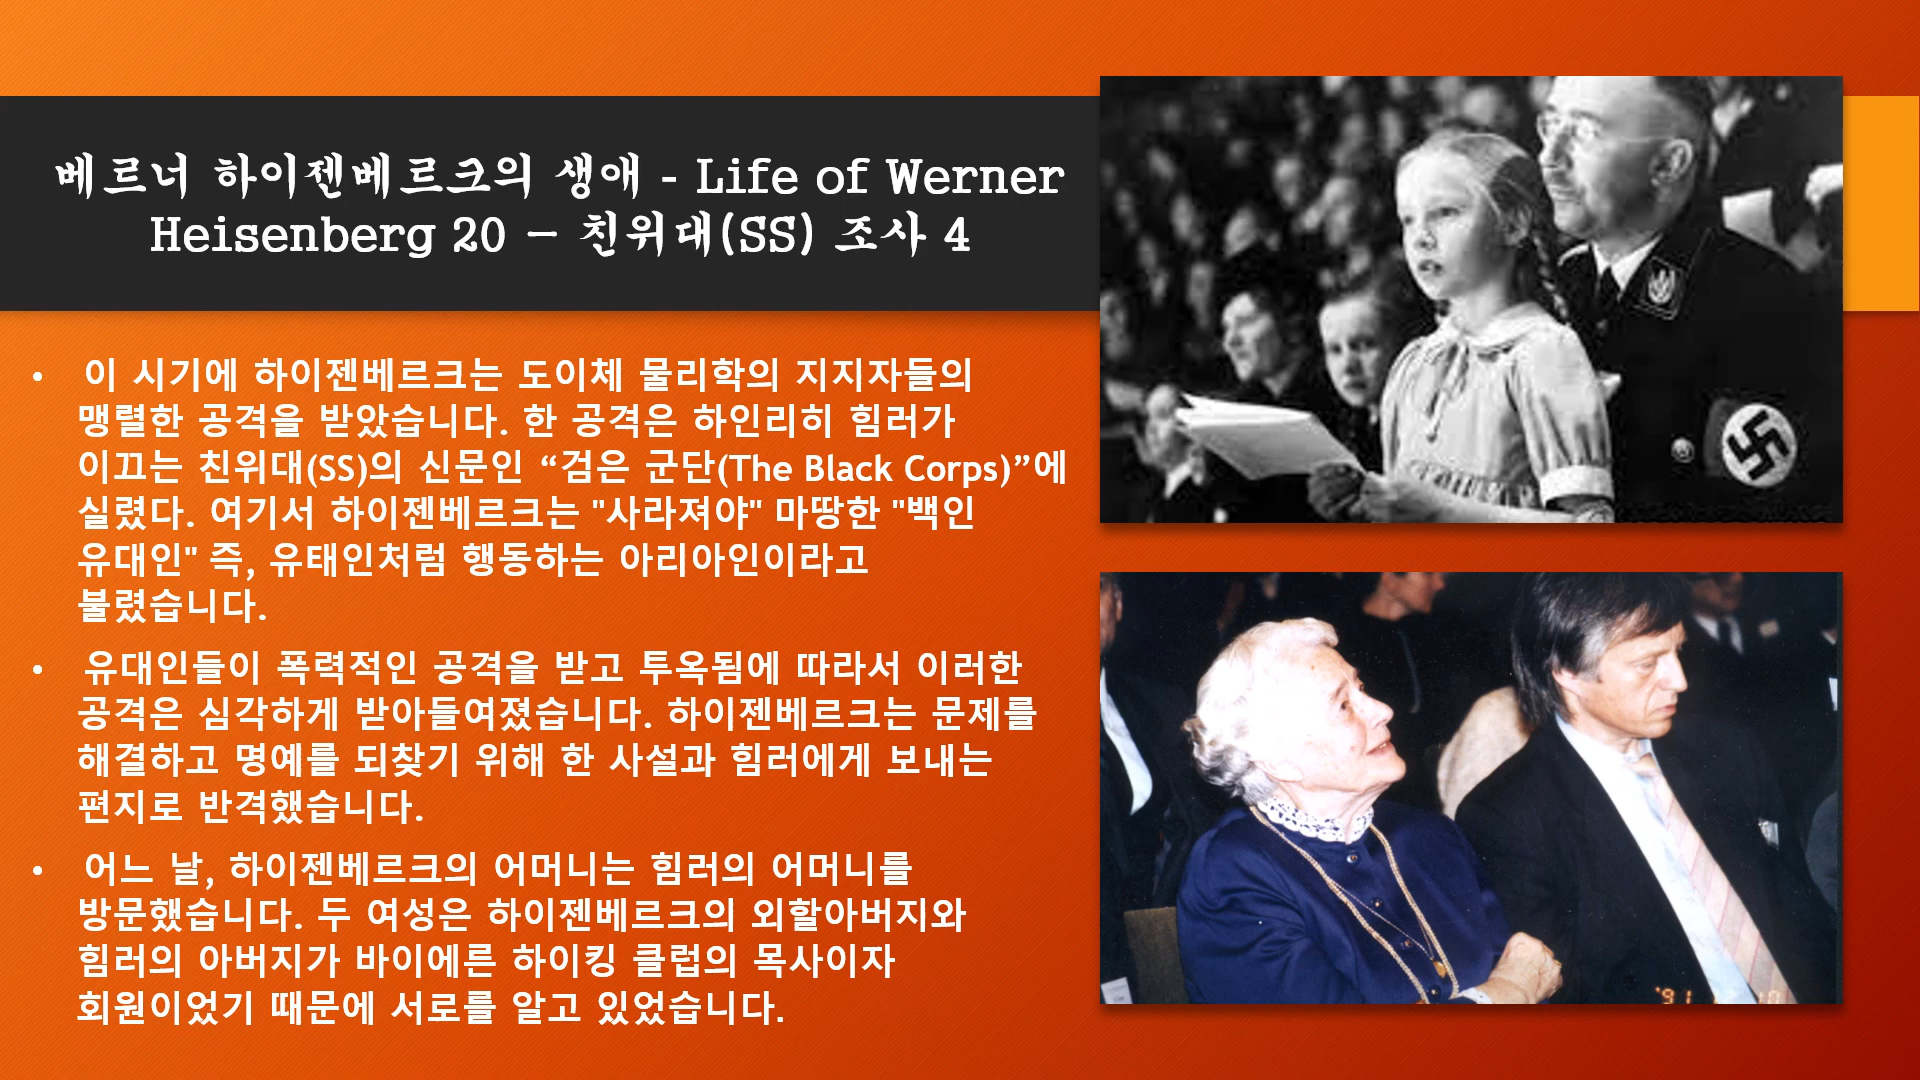 베르너 하이젠베르크의 생애 - Life of Werner
Heisenberg 20 – 친위대(SS) 조사 4
• 이 시기에 하이젠베르크는 도이체 물리학의 지지자들의
맹렬한 공격을 받았습니다. 한 공격은 하인리히 힘러가
이끄는 친위대(SS)의 신문인 “검은 군단(The Black Corps)”에
실렸다. 여기서 하이젠베르크는 "사라져야" 마땅한 "백인
유대인" 즉, 유태인처럼 행동하는 아리아인이라고
불렸습니다.
• 유대인들이 폭력적인 공격을 받고 투옥됨에 따라서 이러한
공격은 심각하게 받아들여졌습니다. 하이젠베르크는 문제를
해결하고 명예를 되찾기 위해 한 사설과 힘러에게 보내는
편지로 반격했습니다.
• 어느 날, 하이젠베르크의 어머니는 힘러의 어머니를
방문했습니다. 두 여성은 하이젠베르크의 외할아버지와
힘러의 아버지가 바이에른 하이킹 클럽의 목사이자
회원이었기 때문에 서로를 알고 있었습니다.
'91